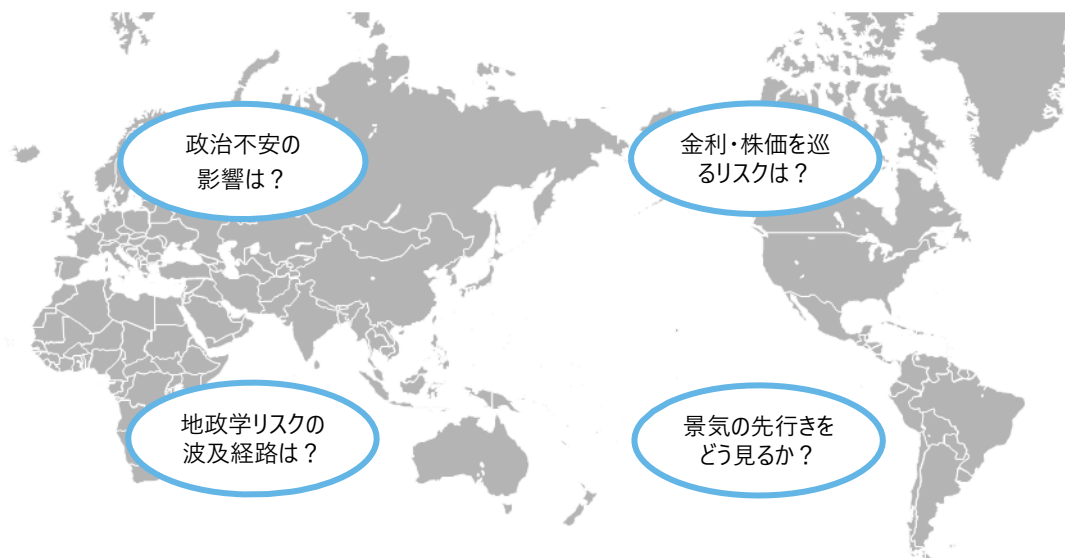 政治不安の
影響は？
金利・株価を巡
るリスクは？
地政学リスクの
波及経路は？
景気の先行きを
どう見るか？